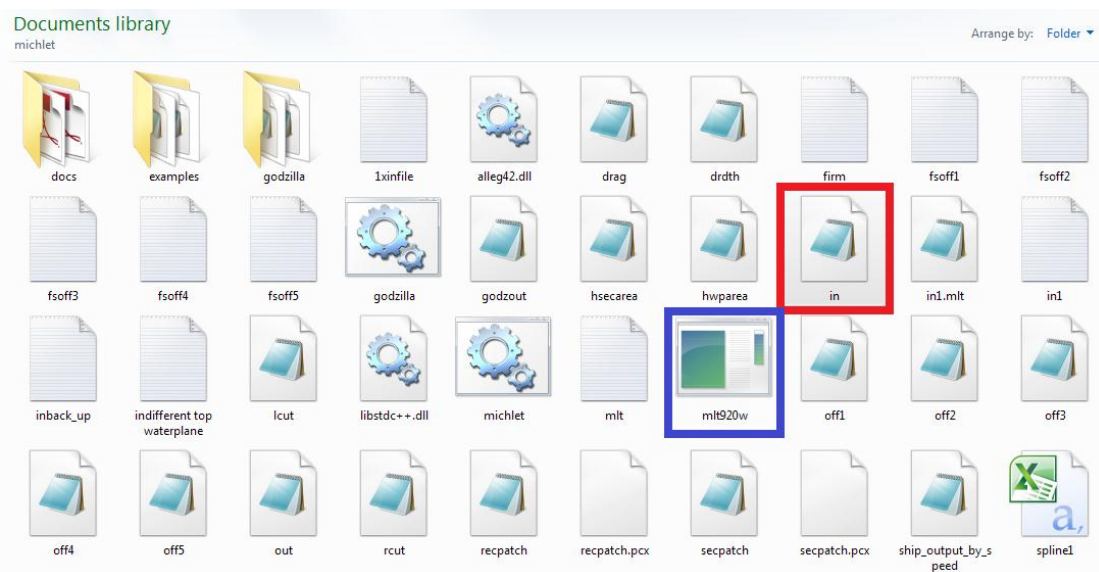 Documents library
michlet
Arrange by: Folder
docs
examples
godzilla
1xinfile
alleg42.dll
drag
drdth
firm
fsoff1
fsoff2
fsoff3
fsoff4
fsoff5
godzilla
godzout
hsecarea
hwparea
in
in1.mlt
in1
inback_up
indifferent top
waterplane
lcut
libstdc++.dll
michlet
mlt
mlt920w
off1
off2
off3
off4
off5
out
rcut
recpatch
recpatch.pcx
secpatch
secpatch.pcx
ship_output_by_s
peed
spline1